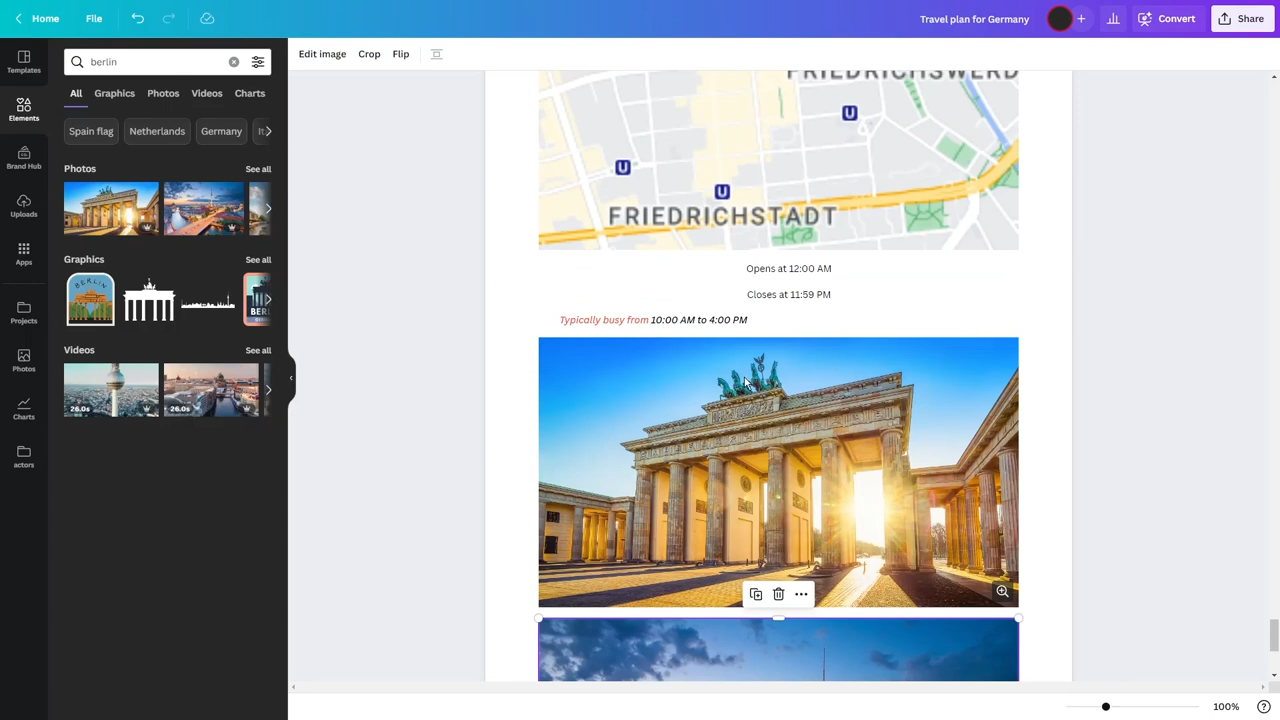 Home
File
Travel plan for Germany
Convert
Share
Templates
berlin
Edit image
Crop
Flip
All
Graphics
Photos
Videos
Charts
Elements
Spain flag
Netherlands
Germany
Brand Hub
Photos
See all
Uploads
Apps
Graphics
See all
BERLIN
Projects
Videos
See all
Photos
26.0s
26.0s
Charts
actors
U
U
U
FRIEDRICHSTADT
Opens at 12:00 AM
Closes at 11:59 PM
Typically busy from 10:00 AM to 4:00 PM
100%